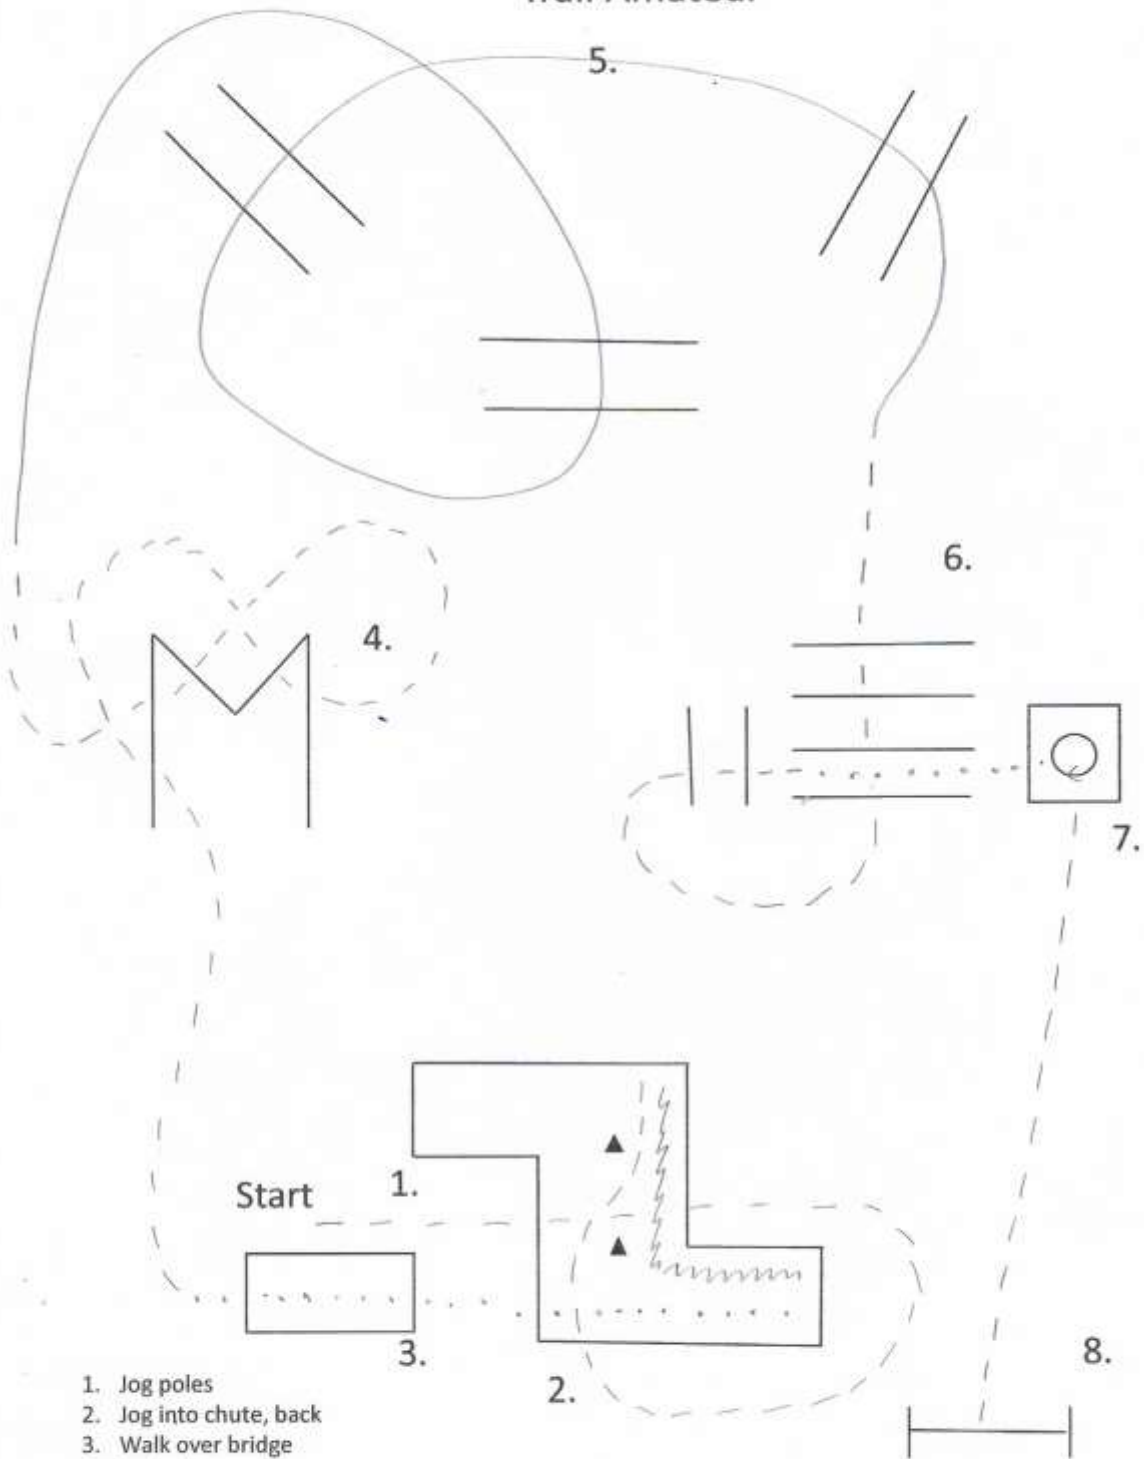 5.
6.
4.
7.
1.
Start
3.
2.
8.
1. Jog poles
2. Jog into chute, back
3. Walk over bridge